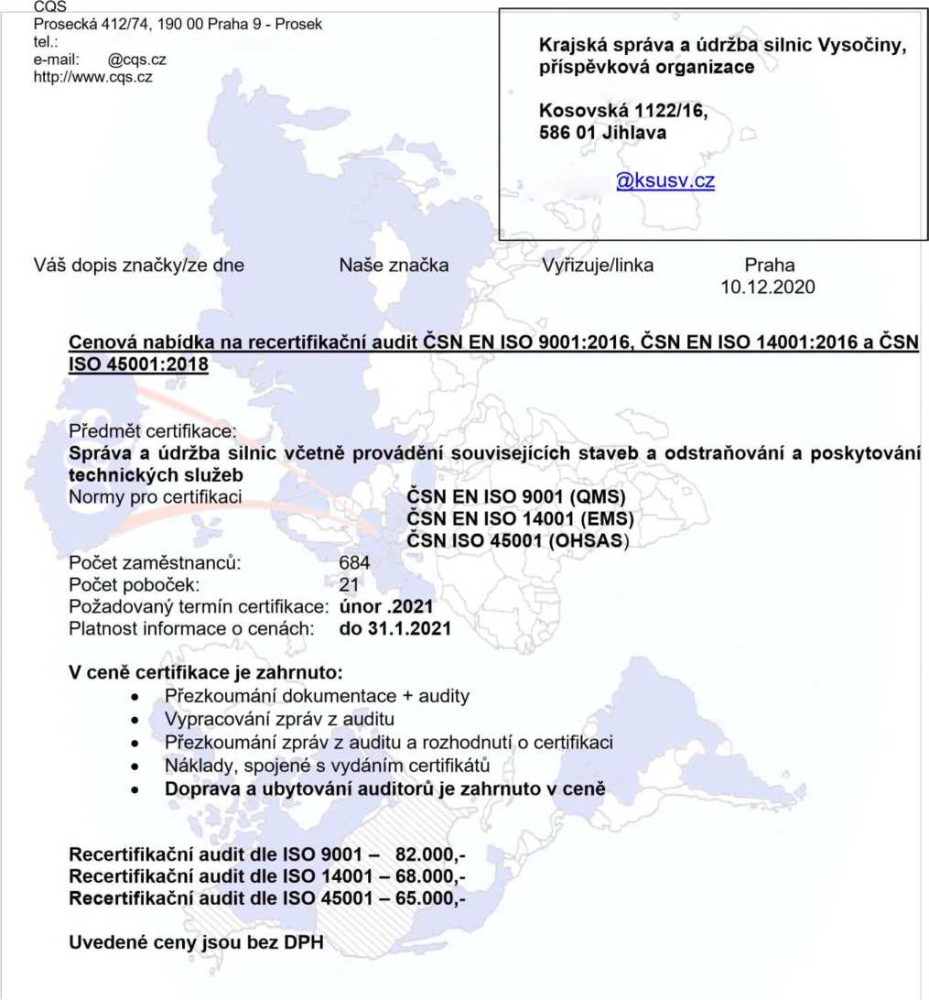 CQS
Prosecká 412/74, 190 00 Praha 9 - Prosek
tel.:
e-mail: @cqs.cz
http://www.cqs.cz
Krajská správa a údržba silnic Vysočiny,
příspěvková organizace
Kosovská 1122/16,
586 01 Jihlava
@ksusv.cz
Váš dopis značky/ze dne Naše značka Vyřizuje/linka Praha
10.12.2020
Cenová nabídka na recertifikační audit ČSN EN ISO 9001:2016, ČSN EN ISO 14001:2016 a ČSN
ISO 45001:2018
CQS
Předmět certifikace:
Správa a údržba silnic včetně provádění souvisejících staveb a odstraňování a poskytování
technických služeb
Normy pro certifikaci ČSN EN ISO 9001 (QMS)
ČSN EN ISO 14001 (EMS)
ČSN ISO 45001 (OHSAS)
Počet zaměstnanců: 684
Počet poboček: 21
Požadovaný termín certifikace: únor .2021
Platnost informace o cenách: do 31.1.2021
V ceně certifikace je zahrnuto:
• Přezkoumání dokumentace + audity
• Vypracování zpráv z auditu
• Přezkoumání zpráv z auditu a rozhodnutí o certifikaci
• Náklady, spojené s vydáním certifikátů
• Doprava a ubytování auditorů je zahrnuto v ceně
Recertifikační audit dle ISO 9001 – 82.000,-
Recertifikační audit dle ISO 14001 – 68.000,-
Recertifikační audit dle ISO 45001 – 65.000,-
Uvedené ceny jsou bez DPH